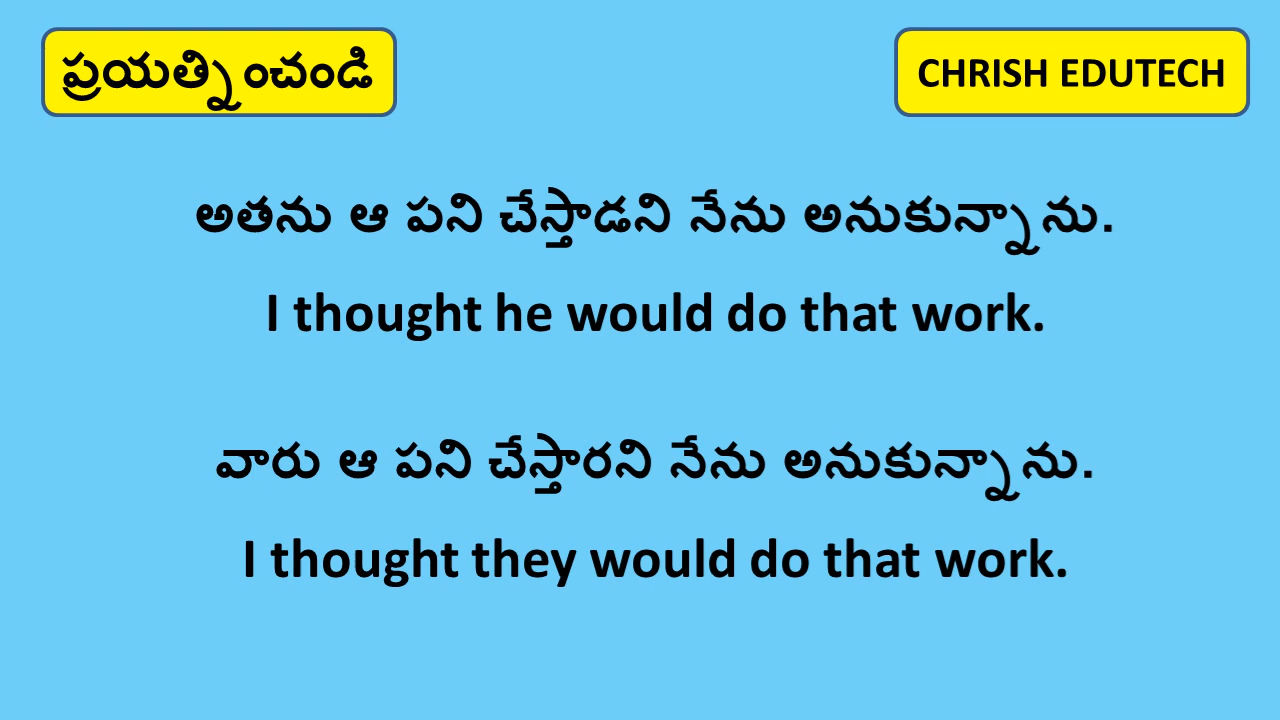 ప్రయత్నించండి
CHRISH EDUTECH
అతను ఆ పని చేస్తాడని నేను అనుకున్నాను.
I thought he would do that work.
వారు ఆ పని చేస్తారని నేను అనుకున్నాను.
I thought they would do that work.